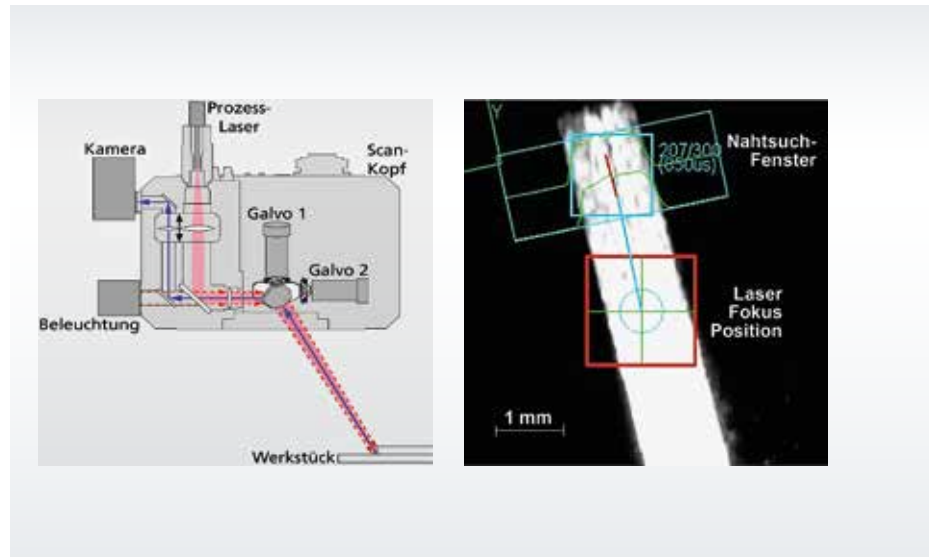 Prozess-
Laser
Kamera
Scan-
Kopf
Galvo 1
Galvo 2
Beleuchtung
Werkstück
Y
207/300
(650us)
Nahtsuch-
Fenster
Laser
Fokus
Position
1 mm